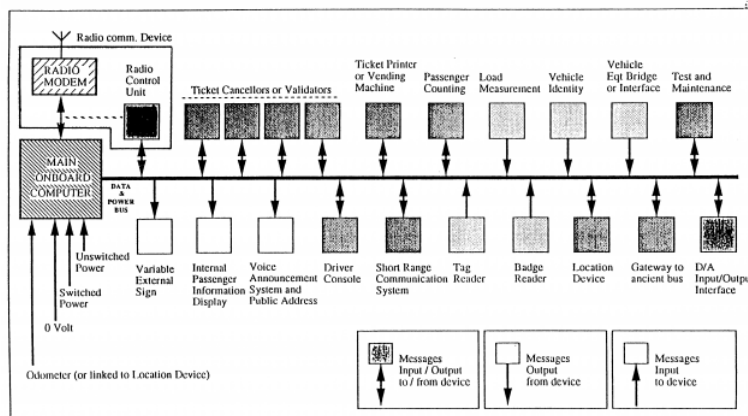 Radio comm. Device
RADIO
MODEM
Radio
Control
Unit
Ticket Cancellors or Validators
Ticket Printer
or Vending
Machine
Passenger
Counting
Load
Measurement
Vehicle
Identity
Vehicle
Eqt Bridge
or Interface
Test and
Maintenance
MAIN
ONBOARD
COMPUTER
DATA
&
POWER
BUS
Unswitched
Power
Switched
Power
0 Volt
Odometer (or linked to Location Device)
Variable
External
Sign
Internal
Passenger
Information
Display
Voice
Announcement
System and
Public Address
Driver
Console
Short Range
Communication
System
Tag
Reader
Badge
Reader
Location
Device
Gateway to
ancient bus
D/A
Input/Output
Interface
Messages
Input / Output
to / from device
Messages
Output
from device
Messages
Input
to device